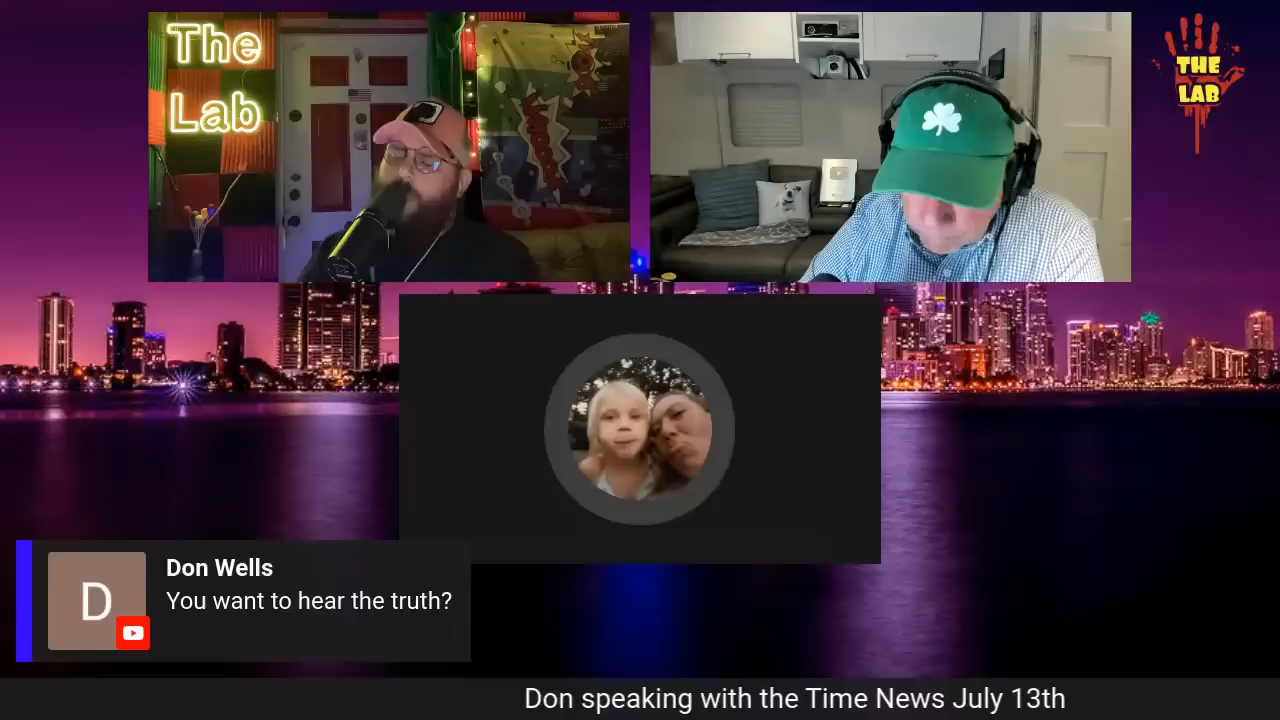 The
Lab
THE
LAB
D
Don Wells
You want to hear the truth?
Don speaking with the Time News July 13th